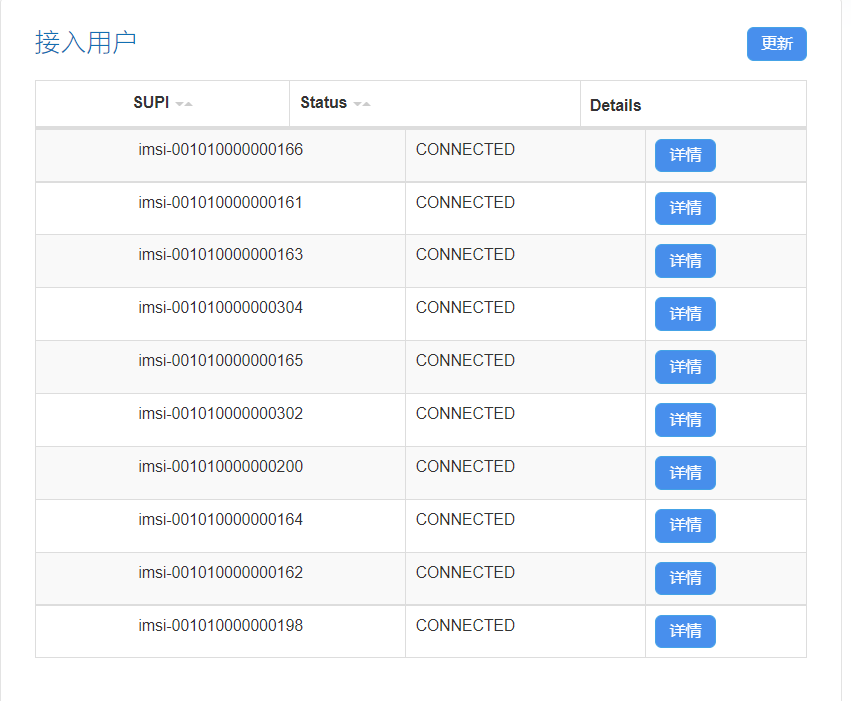 接入用户
更新
SUPI Status Details
imsi-001010000000166 CONNECTED 详情
imsi-001010000000161 CONNECTED 详情
imsi-001010000000163 CONNECTED 详情
imsi-001010000000304 CONNECTED 详情
imsi-001010000000165 CONNECTED 详情
imsi-001010000000302 CONNECTED 详情
imsi-001010000000200 CONNECTED 详情
imsi-001010000000164 CONNECTED 详情
imsi-001010000000162 CONNECTED 详情
imsi-001010000000198 CONNECTED 详情